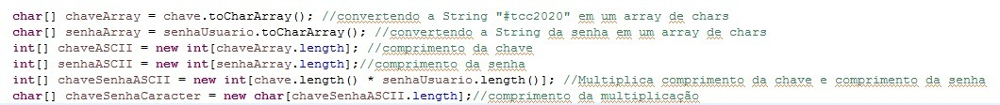 char[] chaveArray = chave.toCharArray(); //convertendo a String "#tcc2020" em um array de chars
char[] senhaArray = senhaUsuario.toCharArray(); //convertendo a String da senha em um array de chars
int[] chaveASCII = new int[chaveArray.length]; //comprimento da chave
int[] senhaASCII = new int[senhaArray.length];//comprimento da senha
int[] chaveSenhaASCII = new int[chave.length() * senhaUsuario.length()]; //Multiplica comprimento da chave e comprimento da senha
char[] chaveSenhaCaracter = new char[chaveSenhaASCII.length];//comprimento da multiplicação